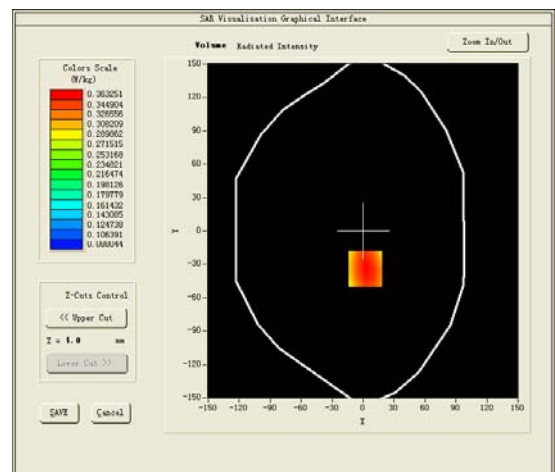 SAR Visualisation Graphical Interface
Volume Radiated Intensity
Zoom In/Out
Colors Scale
(W/kg)
0.363251
0.344904
0.326556
0.308209
0.289862
0.271515
0.253168
0.234821
0.216474
0.198126
0.179779
0.161432
0.143085
0.124738
0.106391
0.088044
Z-Cuts Control
<< Upper Cut
Z = 4.0 mm
Lower Cut >>
SAVE Cancel
150
120
90
60
30
0
-30
-60
-90
-120
-150
Y
-150 -120 -90 -60 -30 0 30 60 90 120 150
X